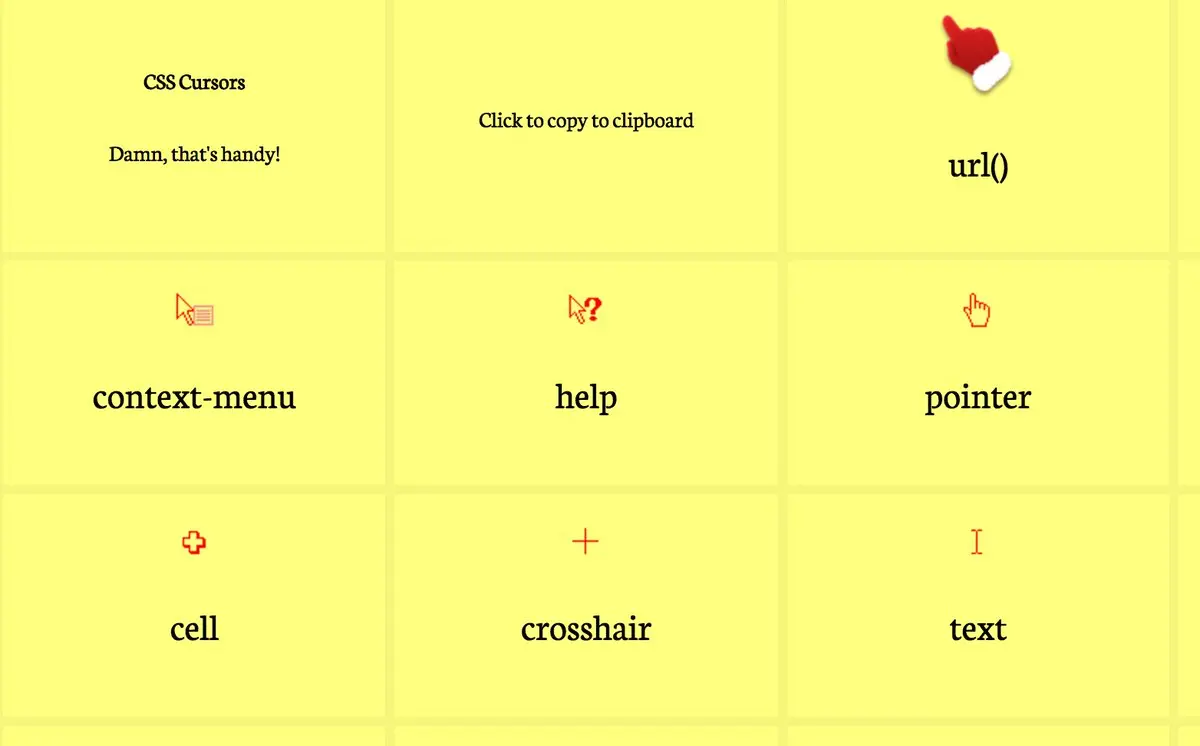 CSS Cursors
Damn, that's handy!
Click to copy to clipboard
url()
context-menu
help
pointer
cell
crosshair
text